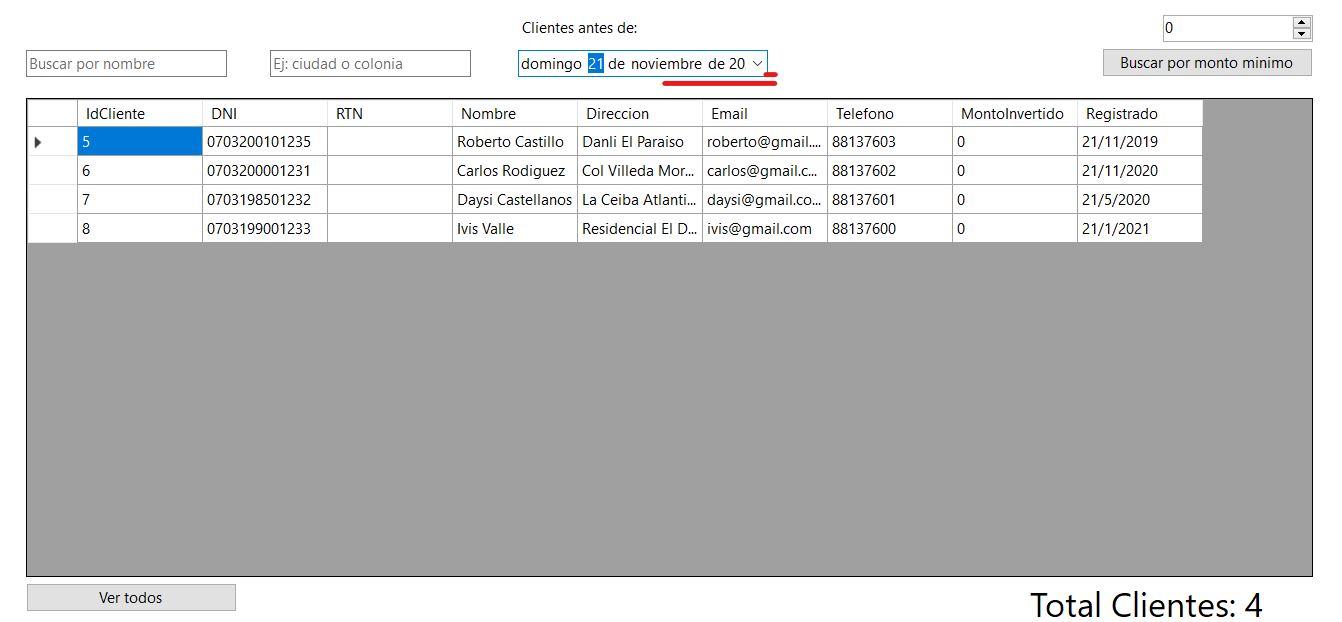 Clientes antes de:
0
Buscar por nombre Ej: ciudad o colonia domingo 21 de noviembre de 20 Buscar por monto minimo
IdCliente DNI RTN Nombre Direccion Email Telefono MontoInvertido Registrado
5 0703200101235 Roberto Castillo Danli El Paraiso roberto@gmail.... 88137603 0 21/11/2019
6 0703200001231 Carlos Rodiguez Col Villeda Mor... carlos@gmail.c... 88137602 0 21/11/2020
7 0703198501232 Daysi Castellanos La Ceiba Atlanti... daysi@gmail.co... 88137601 0 21/5/2020
8 0703199001233 Ivis Valle Residencial El D... ivis@gmail.com 88137600 0 21/1/2021
Ver todos Total Clientes: 4